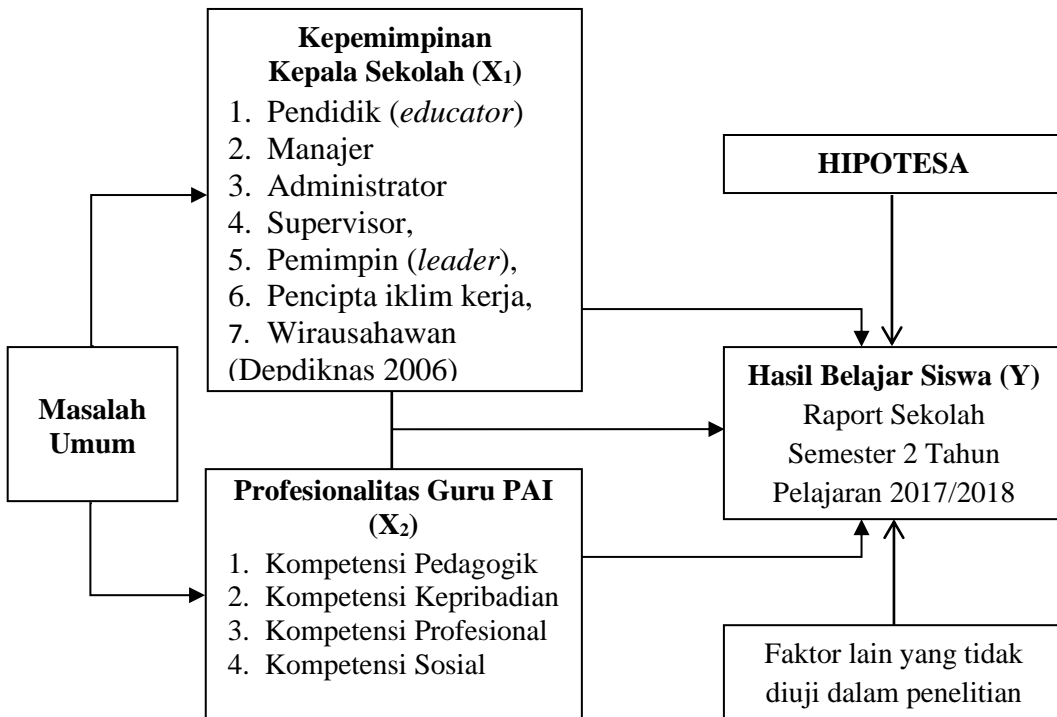 Kepemimpinan
Kepala Sekolah (X₁)
1. Pendidik (educator)
2. Manajer
3. Administrator
4. Supervisor,
5. Pemimpin (leader),
6. Pencipta iklim kerja,
7. Wirausahawan
(Depdiknas 2006)
HIPOTESA
Masalah
Umum
Hasil Belajar Siswa (Y)
Raport Sekolah
Semester 2 Tahun
Pelajaran 2017/2018
Profesionalitas Guru PAI
(X₂)
1. Kompetensi Pedagogik
2. Kompetensi Kepribadian
3. Kompetensi Profesional
4. Kompetensi Sosial
Faktor lain yang tidak
diuji dalam penelitian